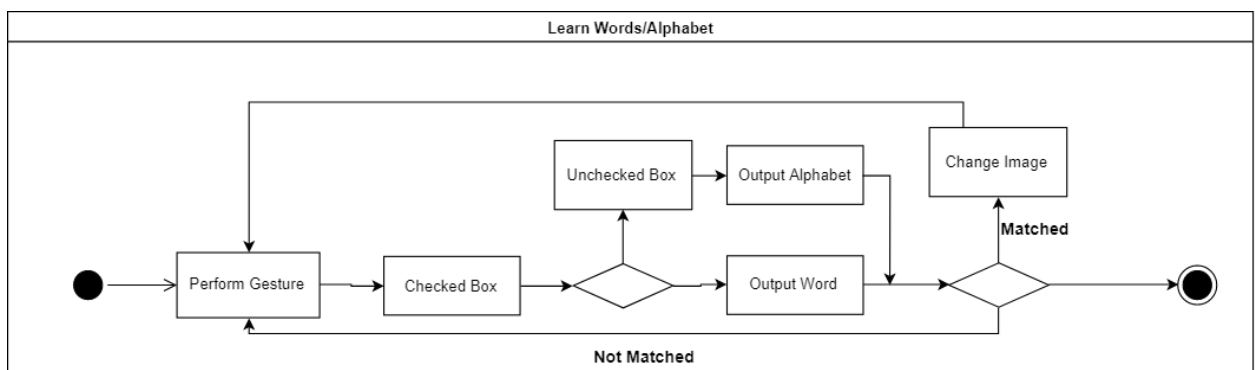 Learn Words/Alphabet
Change Image
Unchecked Box
Output Alphabet
Matched
Perform Gesture
Checked Box
Output Word
Not Matched